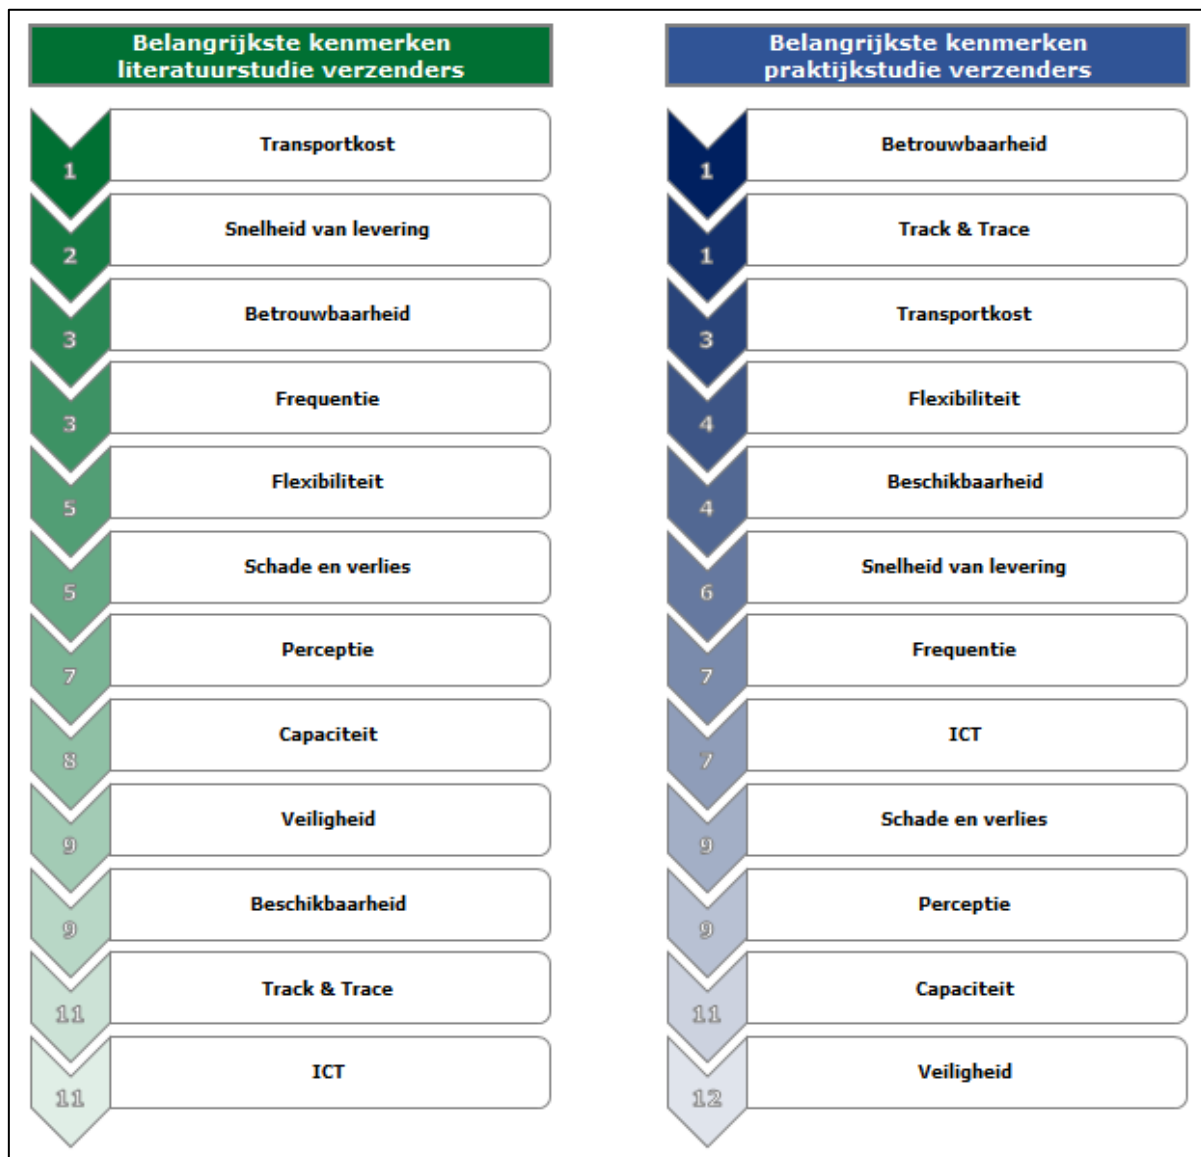 Belangrijkste kenmerken
literatuurstudie verzenders
1
Transportkost
2
Snelheid van levering
3
Betrouwbaarheid
3
Frequentie
5
Flexibiliteit
5
Schade en verlies
7
Perceptie
8
Capaciteit
9
Veiligheid
9
Beschikbaarheid
11
Track & Trace
11
ICT
Belangrijkste kenmerken
praktijkstudie verzenders
1
Betrouwbaarheid
1
Track & Trace
3
Transportkost
4
Flexibiliteit
4
Beschikbaarheid
6
Snelheid van levering
7
Frequentie
7
ICT
9
Schade en verlies
9
Perceptie
11
Capaciteit
12
Veiligheid